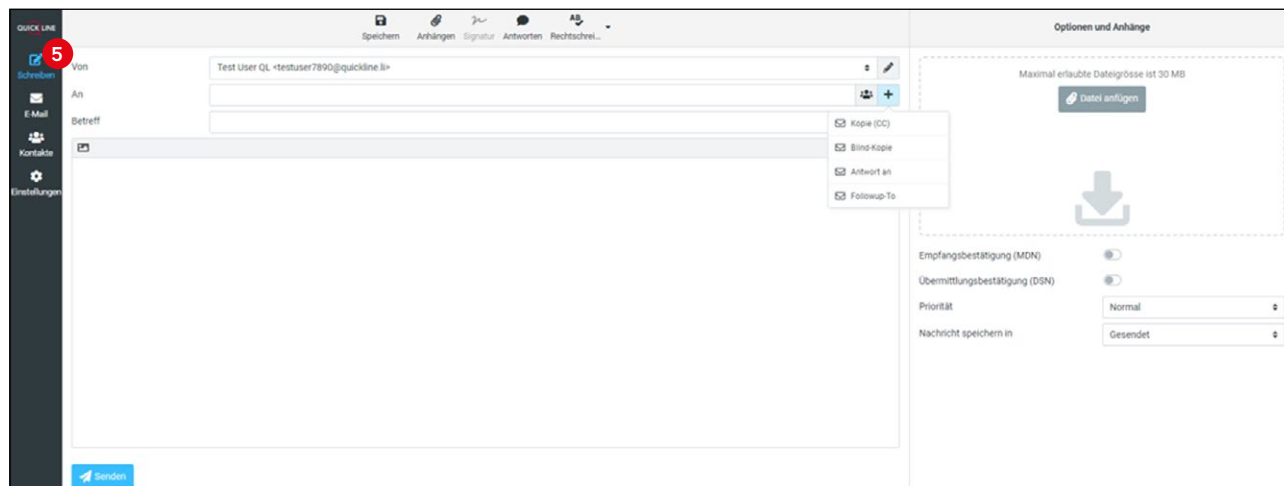 QUICK LINE
5
Schreiben
E-Mail
Kontakte
Einstellungen
Speichern Anhängen Signatur Antworten Rechtschrei...
Von Test User QL <testuser7890@quickline.li>
An
Betreff
Kopie (CC)
Blind-Kopie
Antwort an
Followup-To
Senden
Optionen und Anhänge
Maximal erlaubte Dateigrösse ist 30 MB
Datei anfügen
Empfangsbestätigung (MDN)
Übermittlungsbestätigung (DSN)
Priorität Normal
Nachricht speichern in Gesendet